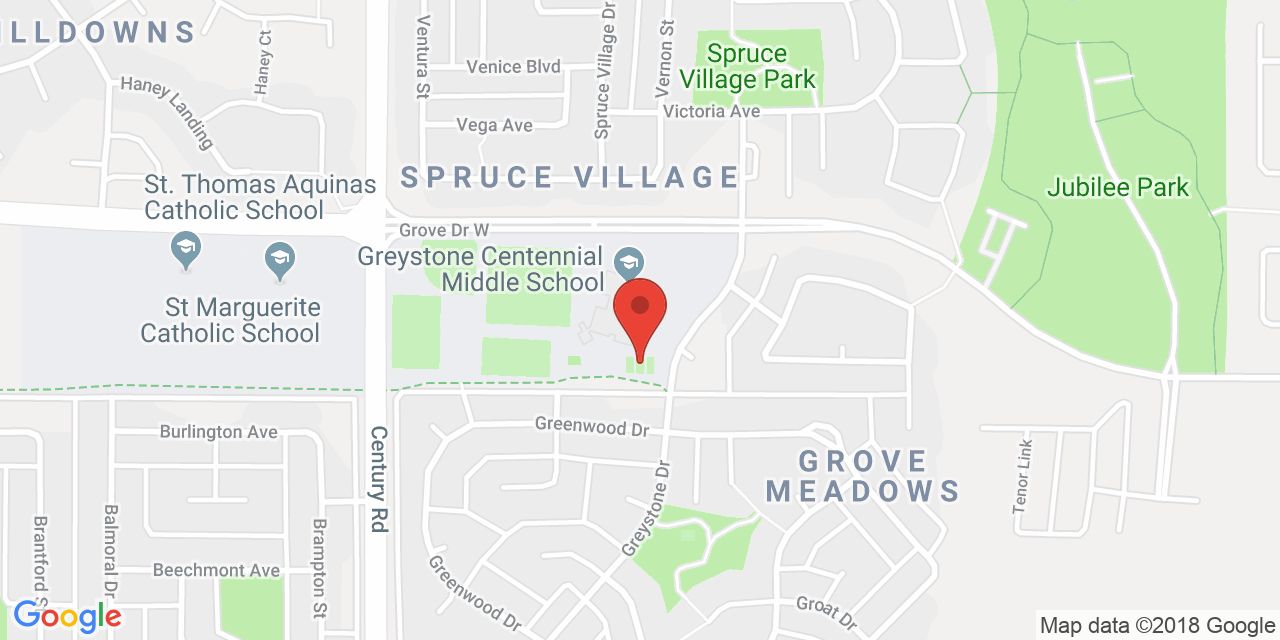 ILLDOWNS
Haney Ct
Haney Landing
Ventura St
Venice Blvd
Vega Ave
Spruce Village Dr
Vernon St
Spruce
Village Park
Victoria Ave
SPRUCE VILLAGE
Jubilee Park
St. Thomas Aquinas
Catholic School
Grove Dr W
Greystone Centennial
Middle School
St Marguerite
Catholic School
Burlington Ave
Century Rd
Greenwood Dr
GROVE
MEADOWS
Tenor Link
Greystone Dr
Brantford S
Balmoral Dr
Brampton St
Beechmont Ave
Greenwood Dr
Groat Dr
Google
Map data ©2018 Google